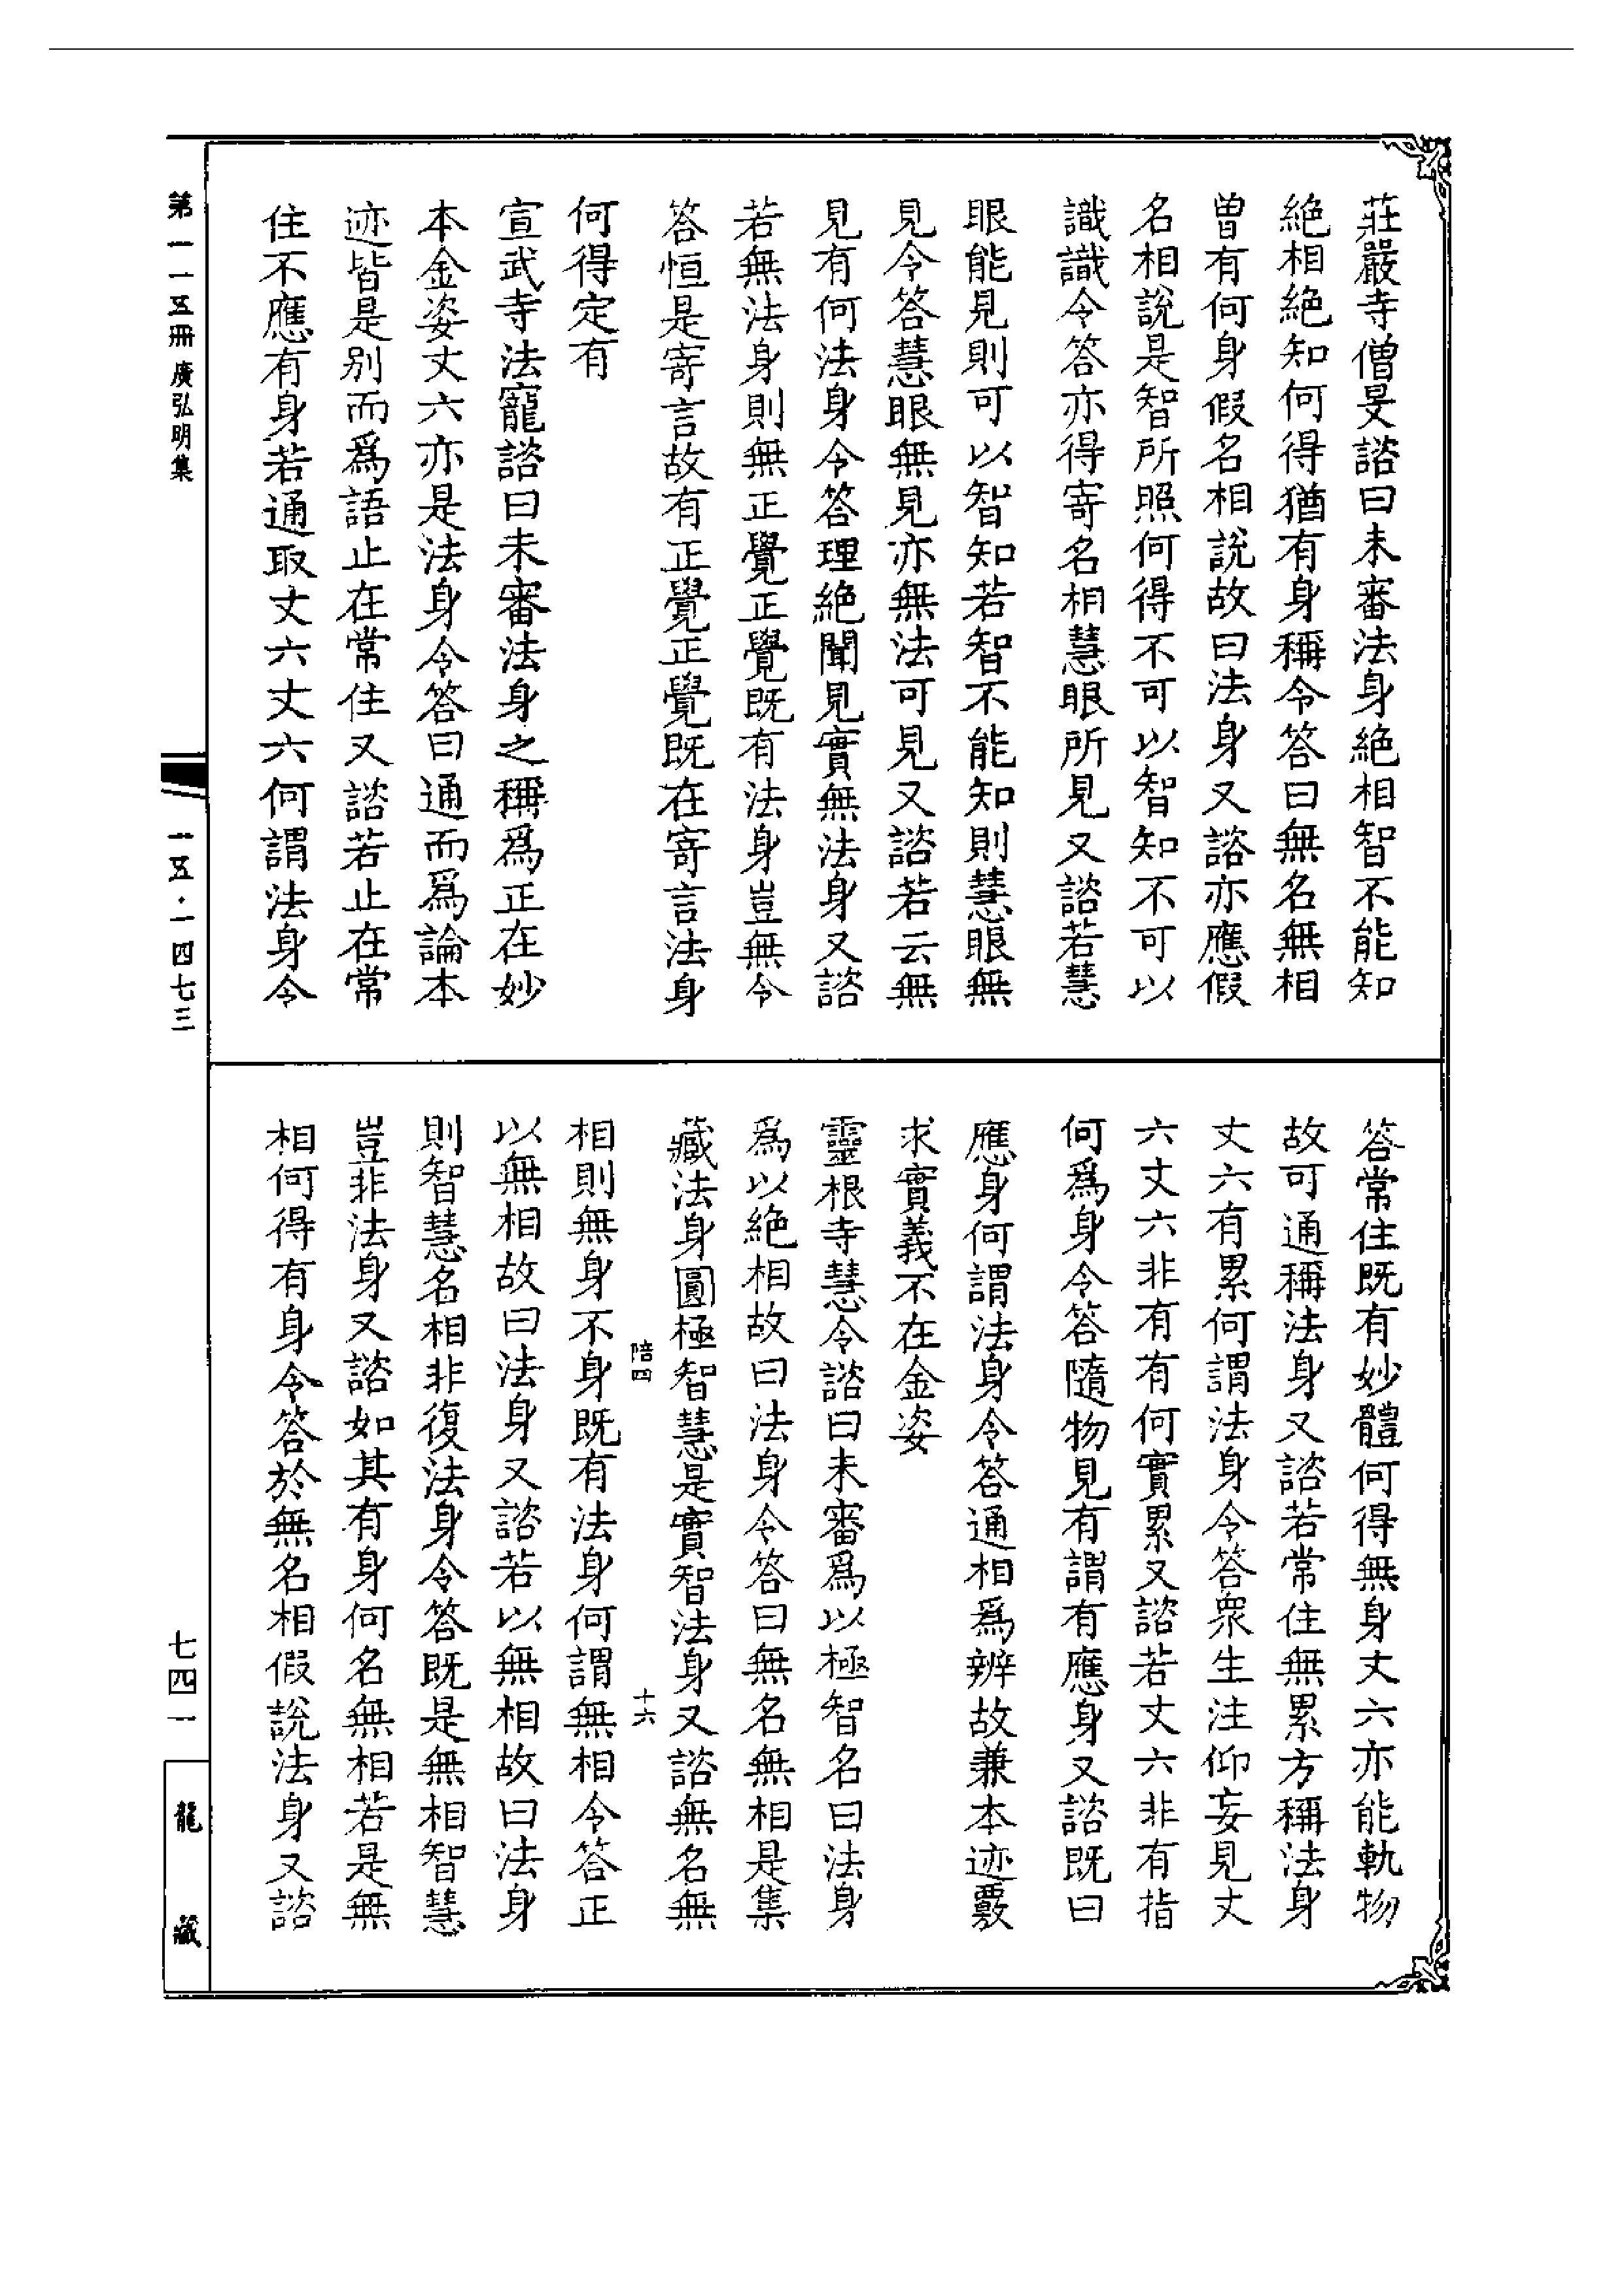 莊嚴寺僧旻諮曰未審法身絶相智不能知
絶相絶知何得猶有身稱令答曰無名無相
曾有何身假名相說故曰法身又諮亦應假
名相說是智所照何得不可以智知不可以
識識令答亦得寄名相慧眼所見又諮若慧
眼能見則可以智知若智不能知則慧眼無
見令答慧眼無見亦無法可見又諮若云無
見有何法身令答理絶聞見實無法身又諮
若無法身則無正覺正覺既有法身豈無令
答恒是寄言故有正覺正覺既在寄言法身
何得定有
宣武寺法寵諮曰未審法身之稱爲正在妙
本金姿丈六亦是法身令答曰通而爲論本
迹皆是别而爲語止在常住又諮若止在常
住不應有身若通取丈六丈六何謂法身令
答常住既有妙體何得無身丈六亦能軌物
故可通稱法身又諮若常住無累方稱法身
丈六有累何謂法身令答衆生注仰妄見丈
六丈六非有有何實累又諮若丈六非有指
何爲身令答隨物見有謂有應身又諮既曰
應身何謂法身令答通相爲辨故兼本迹覈
求實義不在金姿
靈根寺慧令諮曰未審爲以極智名曰法身
爲以絶相故曰法身令答曰無名無相是集
藏法身圓極智慧是實智法身又諮無名無
陪四 十六
相則無身不身既有法身何謂無相令答正
以無相故曰法身又諮若以無相故曰法身
則智慧名相非復法身令答既是無相智慧
豈非法身又諮如其有身何名無相若是無
相何得有身令答於無名相假說法身又諮
第一一五冊 廣弘明集
一五·一四七三
七四一
龍藏